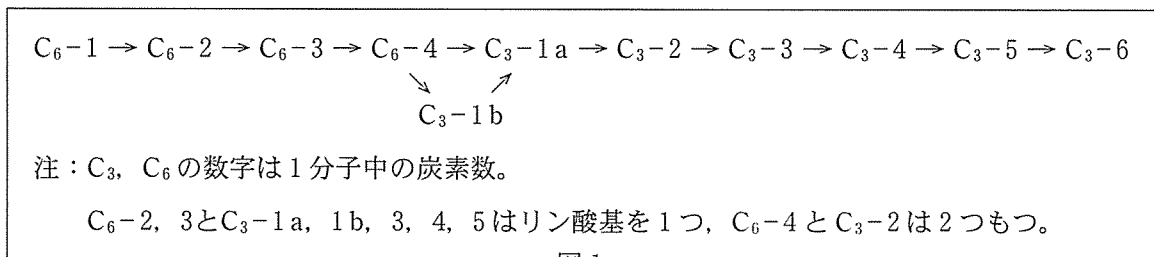 C₆−1 → C₆−2 → C₆−3 → C₆−4 → C₃−1a → C₃−2 → C₃−3 → C₃−4 → C₃−5 → C₃−6
↘ ↗
C₃−1b
注：C₃，C₆の数字は1分子中の炭素数。
C₆−2，3とC₃−1a，1b，3，4，5はリン酸基を1つ，C₆−4とC₃−2は2つもつ。